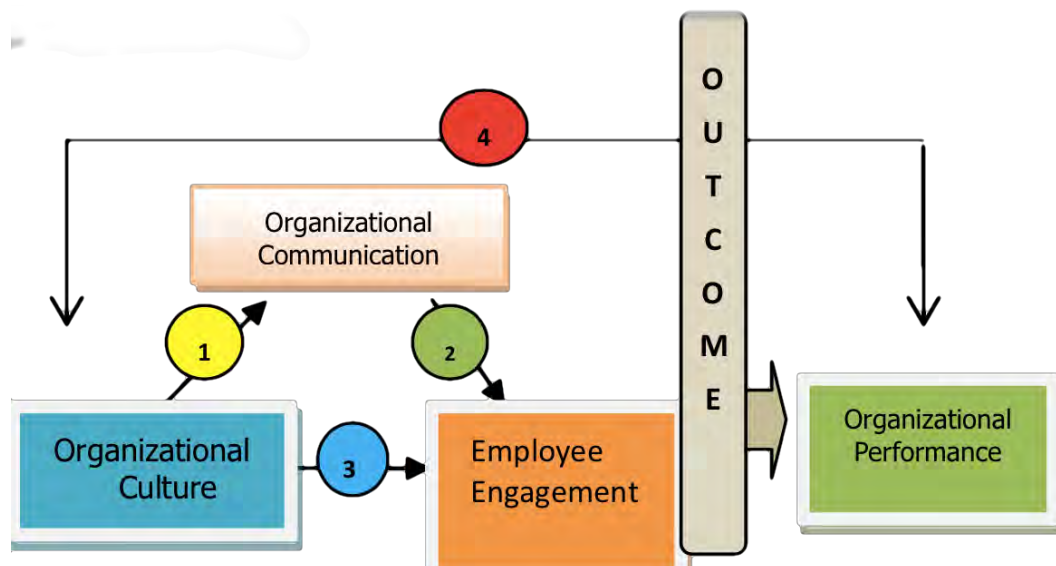 4
Organizational
Communication
1
2
Organizational
Culture
3
Employee
Engagement
O
U
T
C
O
M
E
Organizational
Performance